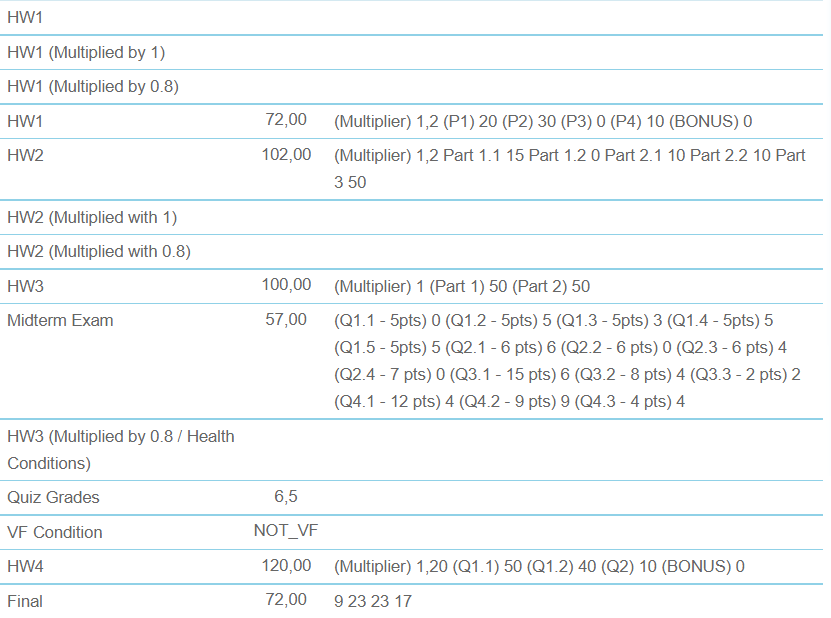 HW1
HW1 (Multiplied by 1)
HW1 (Multiplied by 0.8)
HW1 72,00 (Multiplier) 1,2 (P1) 20 (P2) 30 (P3) 0 (P4) 10 (BONUS) 0
HW2 102,00 (Multiplier) 1,2 Part 1.1 15 Part 1.2 0 Part 2.1 10 Part 2.2 10 Part
3 50
HW2 (Multiplied with 1)
HW2 (Multiplied with 0.8)
HW3 100,00 (Multiplier) 1 (Part 1) 50 (Part 2) 50
Midterm Exam 57,00 (Q1.1 - 5pts) 0 (Q1.2 - 5pts) 5 (Q1.3 - 5pts) 3 (Q1.4 - 5pts) 5
(Q1.5 - 5pts) 5 (Q2.1 - 6 pts) 6 (Q2.2 - 6 pts) 0 (Q2.3 - 6 pts) 4
(Q2.4 - 7 pts) 0 (Q3.1 - 15 pts) 6 (Q3.2 - 8 pts) 4 (Q3.3 - 2 pts) 2
(Q4.1 - 12 pts) 4 (Q4.2 - 9 pts) 9 (Q4.3 - 4 pts) 4
HW3 (Multiplied by 0.8 / Health
Conditions)
Quiz Grades 6,5
VF Condition NOT_VF
HW4 120,00 (Multiplier) 1,20 (Q1.1) 50 (Q1.2) 40 (Q2) 10 (BONUS) 0
Final 72,00 9 23 23 17